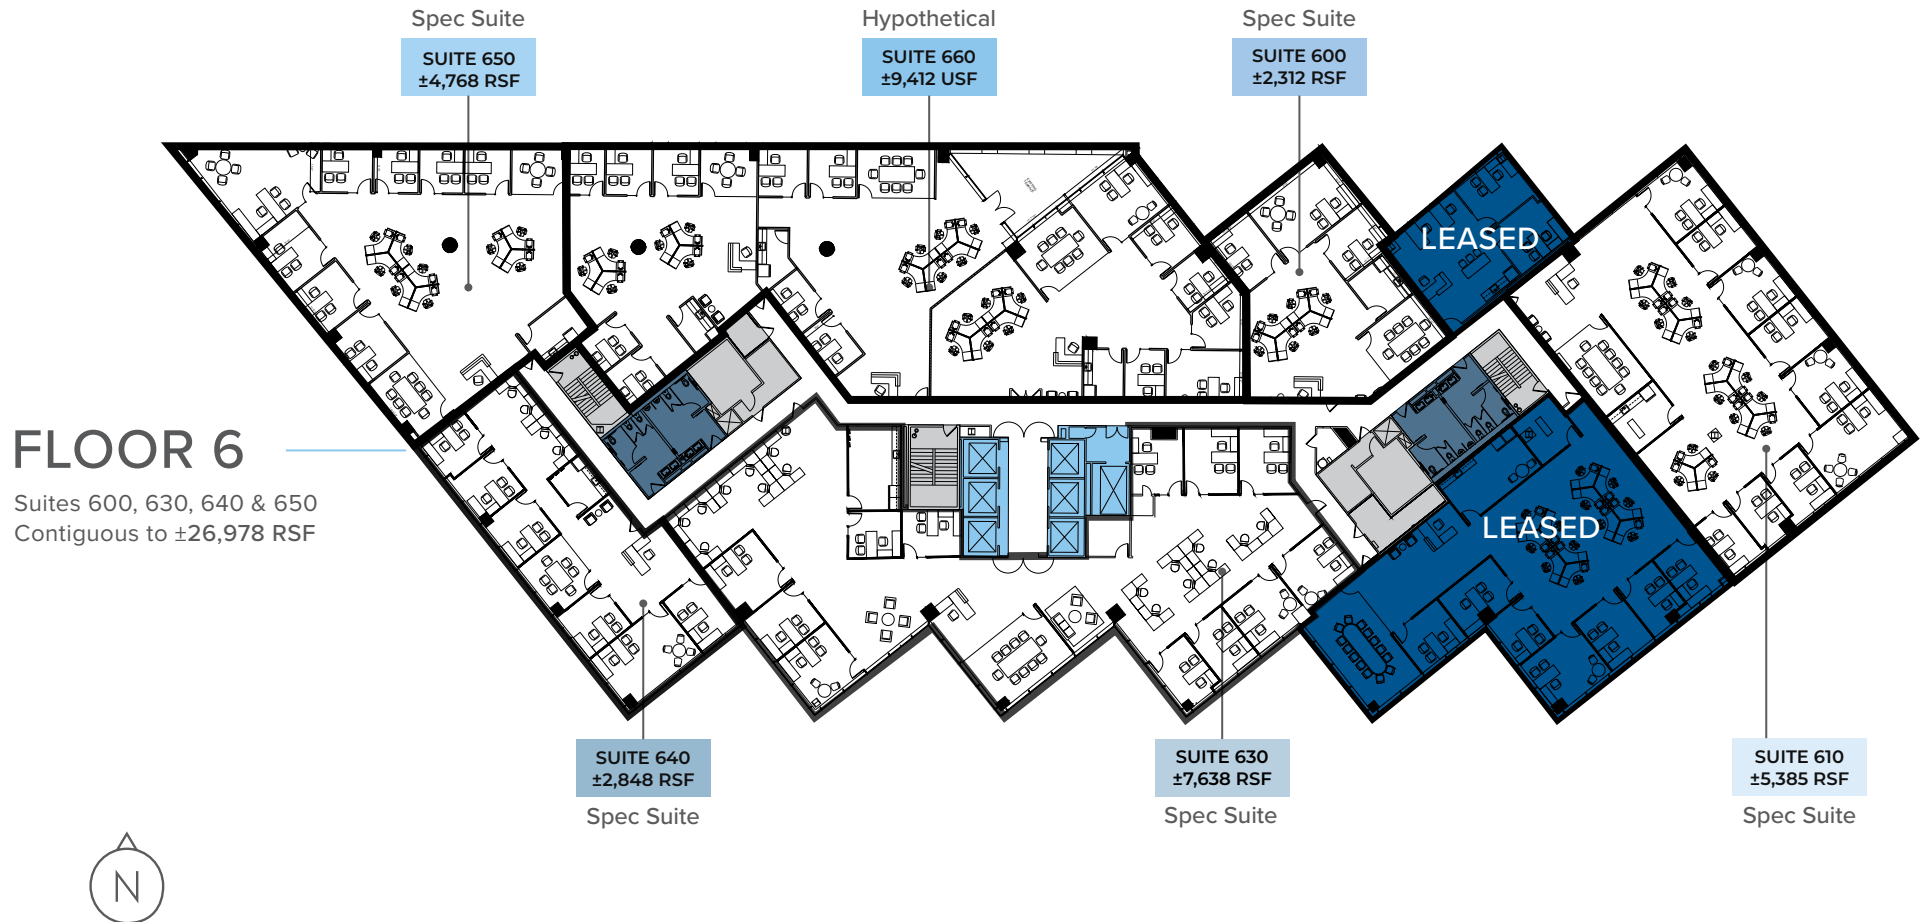 Spec Suite
SUITE 650
±4,768 RSF
Hypothetical
SUITE 660
±9,412 USF
Spec Suite
SUITE 600
±2,312 RSF
LEASED
FLOOR 6
Suites 600, 630, 640 & 650
Contiguous to ±26,978 RSF
LEASED
SUITE 640
±2,848 RSF
Spec Suite
SUITE 630
±7,638 RSF
Spec Suite
SUITE 610
±5,385 RSF
Spec Suite
N